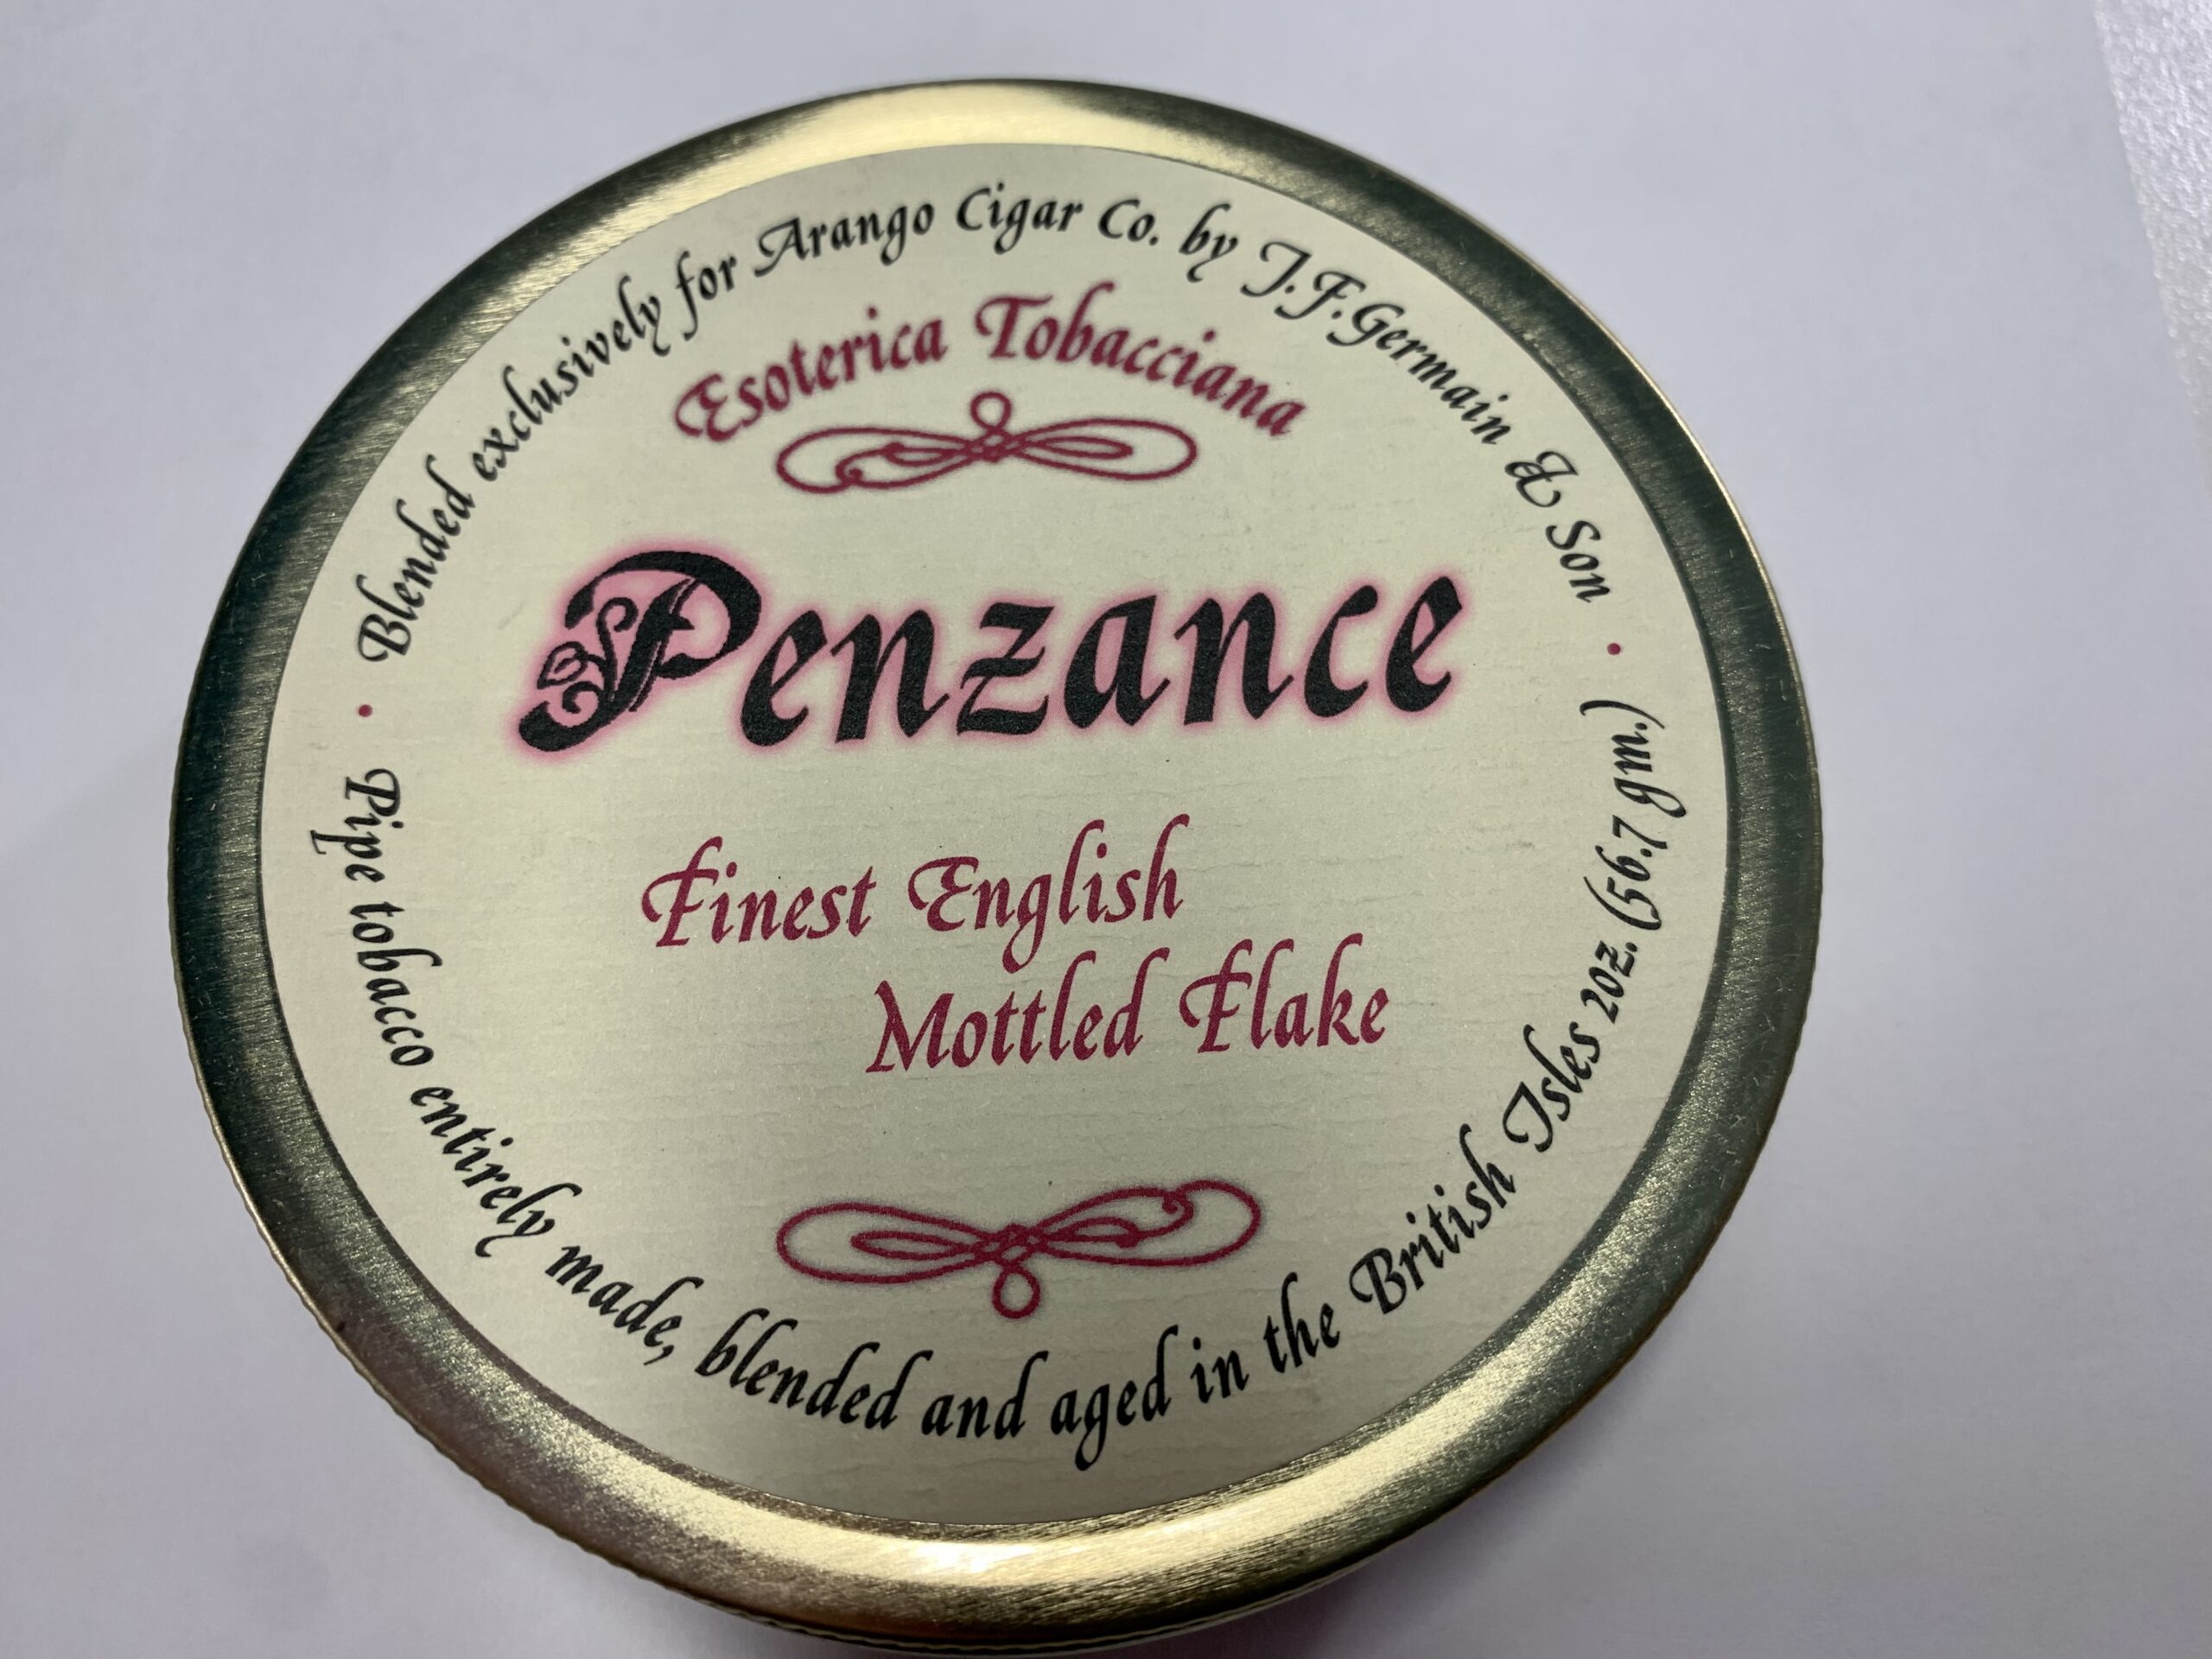 Blended exclusively for Arango Cigar Co. by J.F.Germain & Son
Esoterica Tobacciana
Penzance
Finest English
Mottled Flake
Pipe tobacco entirely made, blended and aged in the British Isles 2oz. (56.7 gm.)